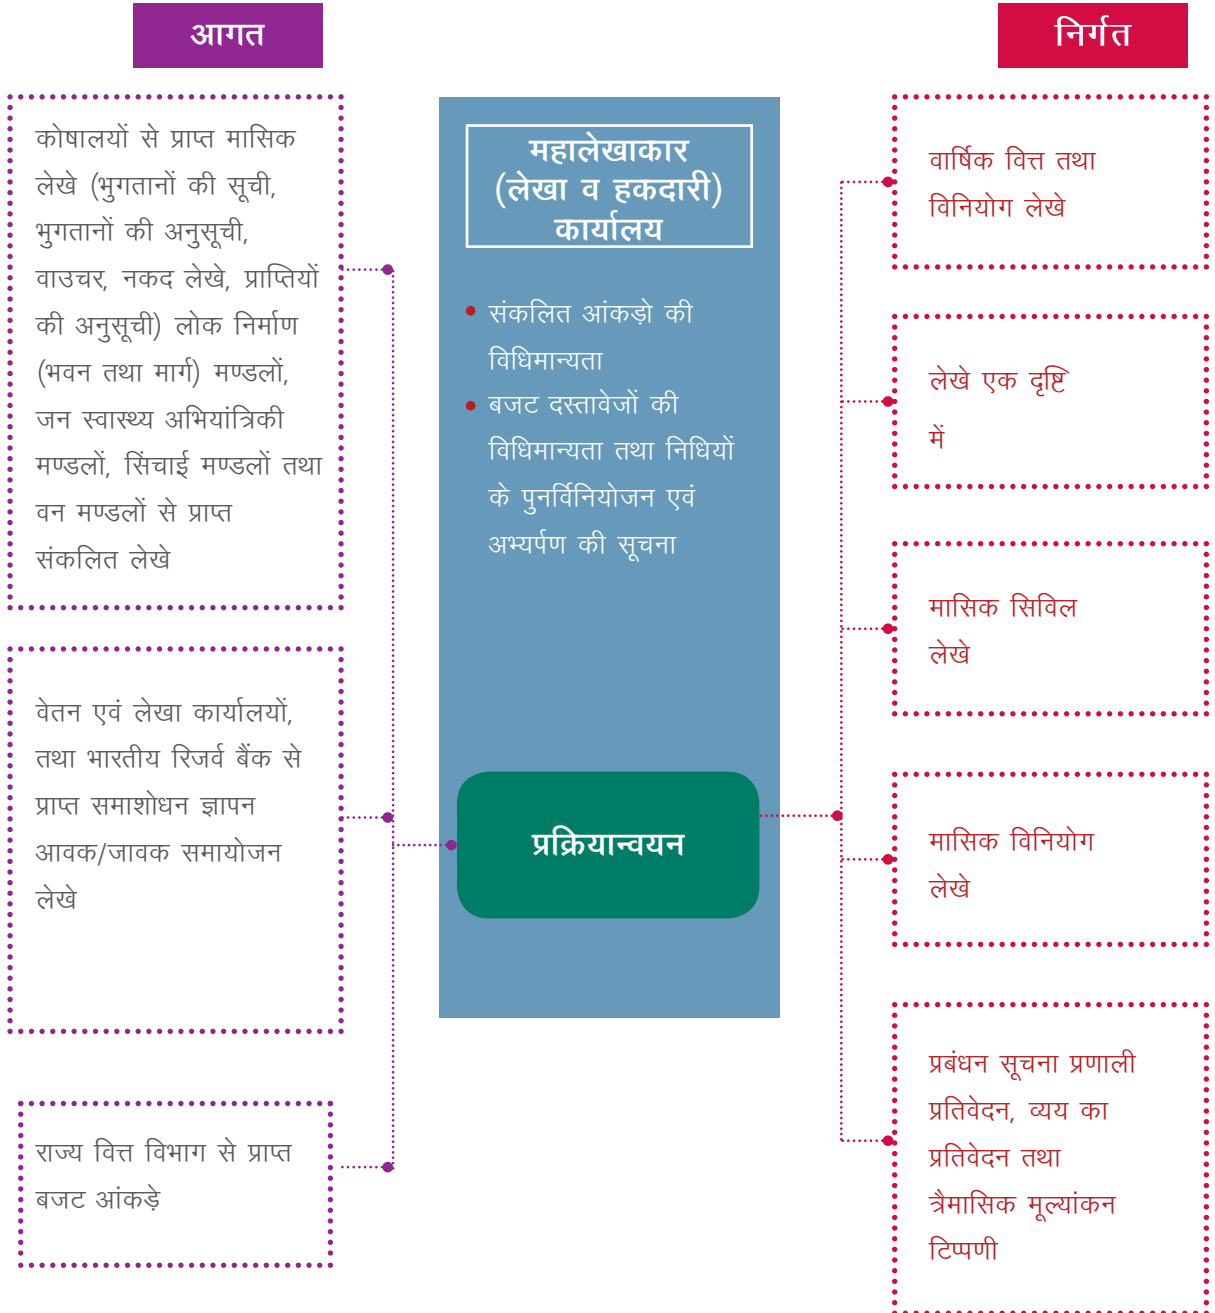 आगत
कोषालयों से प्राप्त मासिक
लेखे (भुगतानों की सूची,
भुगतानों की अनुसूची,
वाउचर, नकद लेखे, प्राप्तियों
की अनुसूची) लोक निर्माण
(भवन तथा मार्ग) मण्डलों,
जन स्वास्थ्य अभियांत्रिकी
मण्डलों, सिंचाई मण्डलों तथा
वन मण्डलों से प्राप्त
संकलित लेखे
वेतन एवं लेखा कार्यालयों,
तथा भारतीय रिजर्व बैंक से
प्राप्त समाशोधन ज्ञापन
आवक/जावक समायोजन
लेखे
राज्य वित्त विभाग से प्राप्त
बजट आंकड़े
महालेखाकार
(लेखा व हकदारी)
कार्यालय
• संकलित आंकड़ो की
विधिमान्यता
• बजट दस्तावेजों की
विधिमान्यता तथा निधियों
के पुनर्विनियोजन एवं
अभ्यर्पण की सूचना
प्रक्रियान्वयन
निर्गत
वार्षिक वित्त तथा
विनियोग लेखे
लेखे एक दृष्टि
में
मासिक सिविल
लेखे
मासिक विनियोग
लेखे
प्रबंधन सूचना प्रणाली
प्रतिवेदन, व्यय का
प्रतिवेदन तथा
त्रैमासिक मूल्यांकन
टिप्पणी